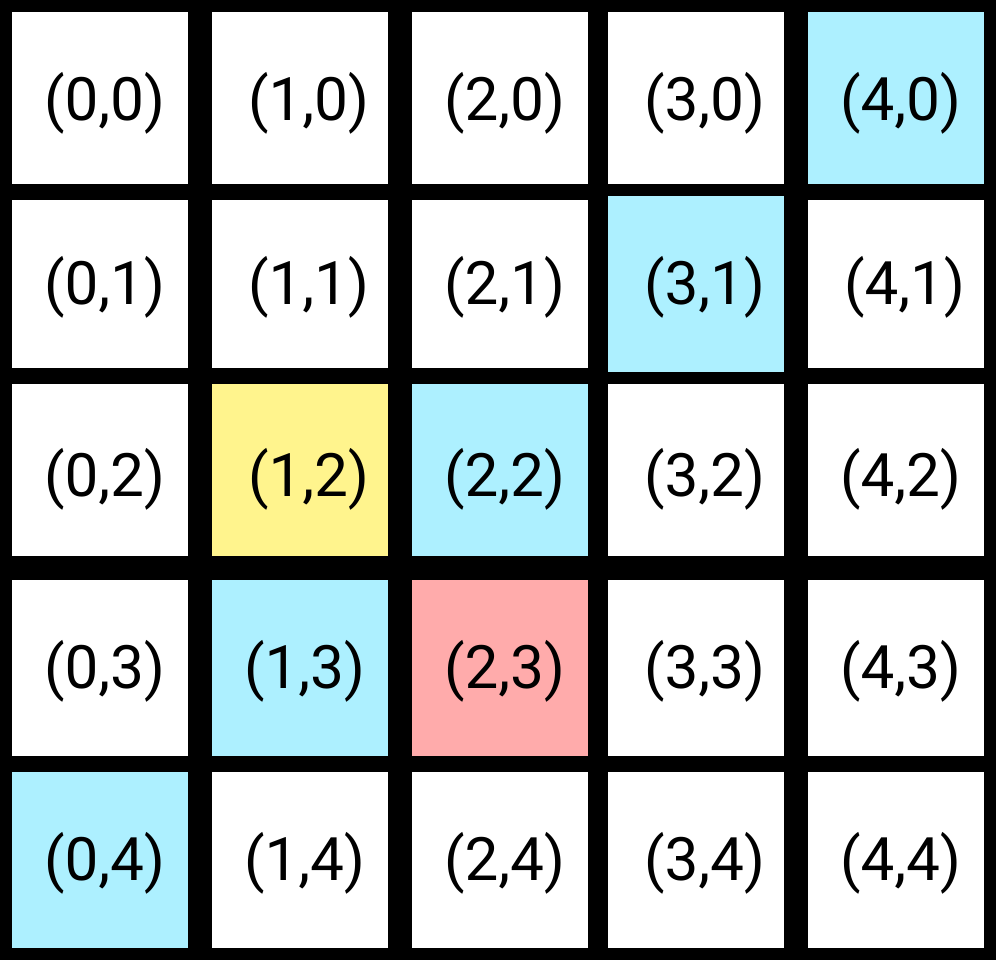 (0,0) (1,0) (2,0) (3,0) (4,0)
(0,1) (1,1) (2,1) (3,1) (4,1)
(0,2) (1,2) (2,2) (3,2) (4,2)
(0,3) (1,3) (2,3) (3,3) (4,3)
(0,4) (1,4) (2,4) (3,4) (4,4)